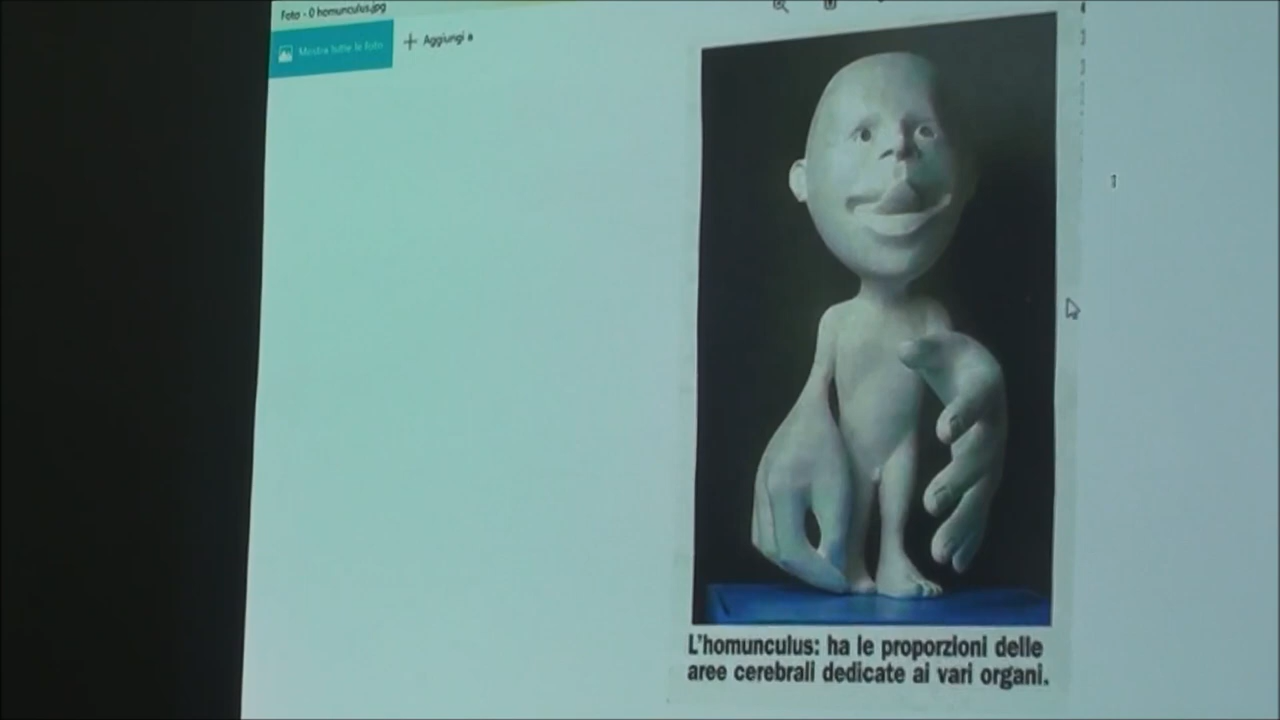 Foto - 0 homunculus.jpg
Mostra tutte le foto
Aggiungi a
1
L'homunculus: ha le proporzioni delle
aree cerebrali dedicate ai vari organi.